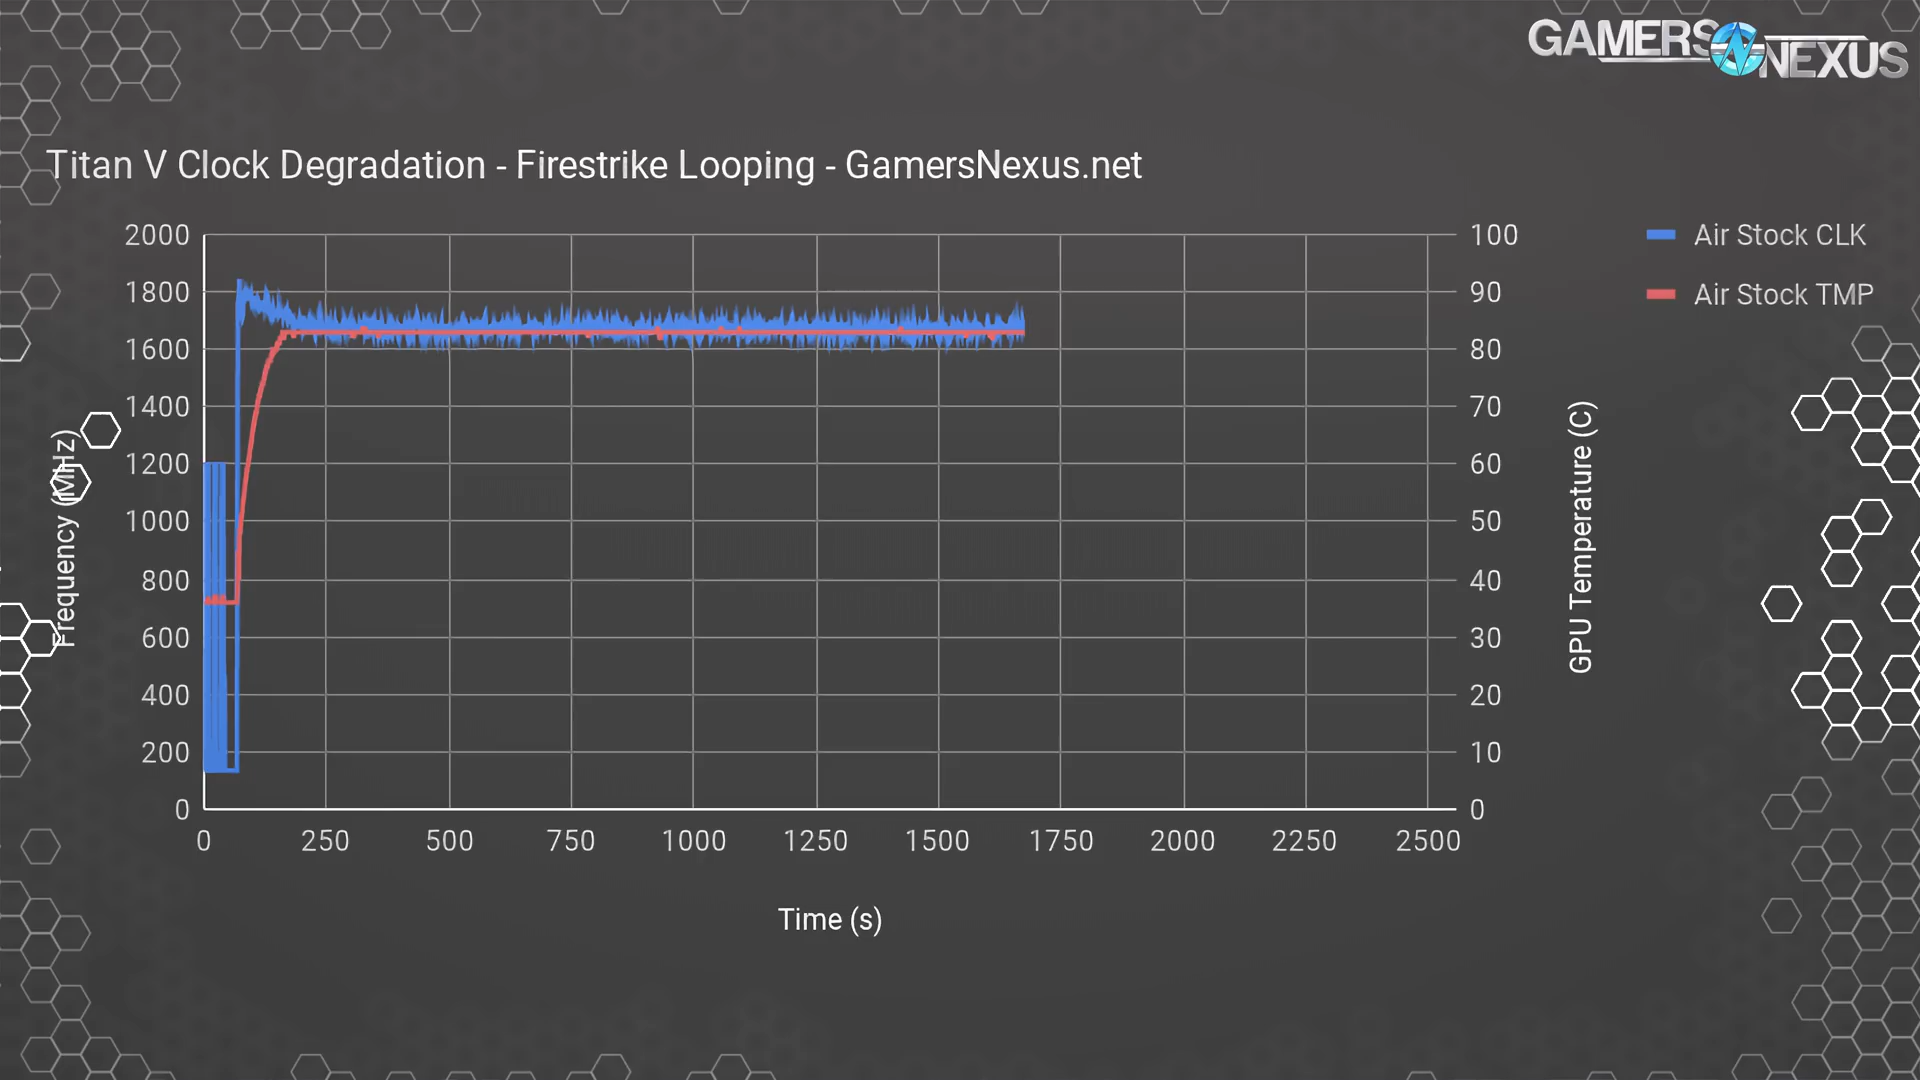 GAMERS NEXUS
Titan V Clock Degradation - Firestrike Looping - GamersNexus.net
Air Stock CLK
Air Stock TMP
Frequency (MHz)
2000
1800
1600
1400
1200
1000
800
600
400
200
0
100
90
80
70
60
50
40
30
20
10
0
GPU Temperature (C)
0 250 500 750 1000 1250 1500 1750 2000 2250 2500
Time (s)